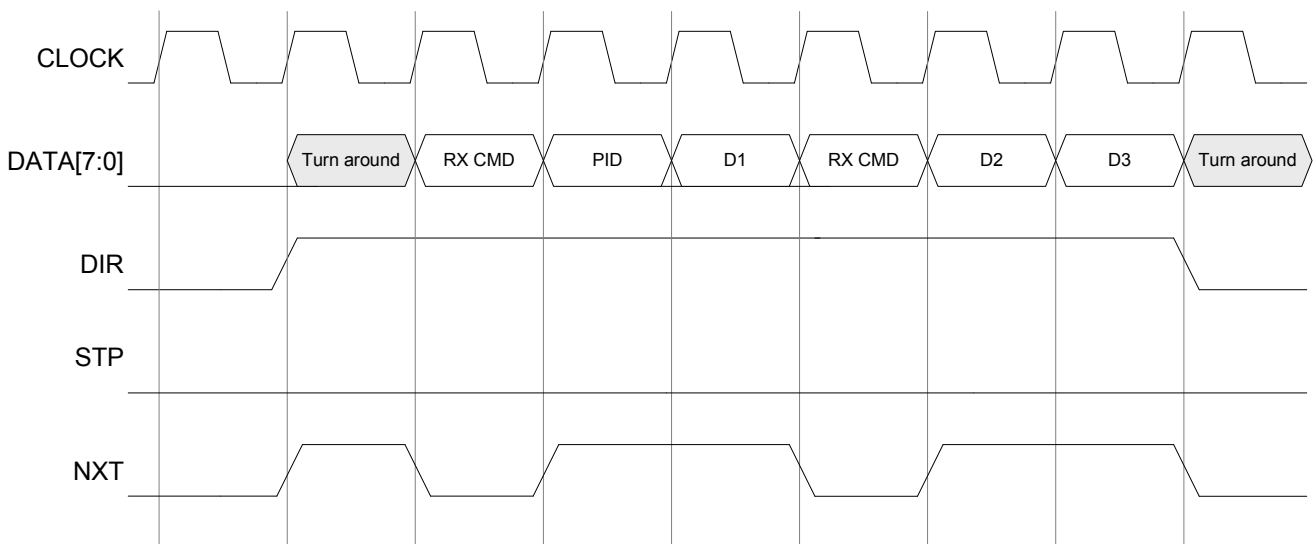 CLOCK
DATA[7:0] Turn around RX CMD PID D1 RX CMD D2 D3 Turn around
DIR
STP
NXT